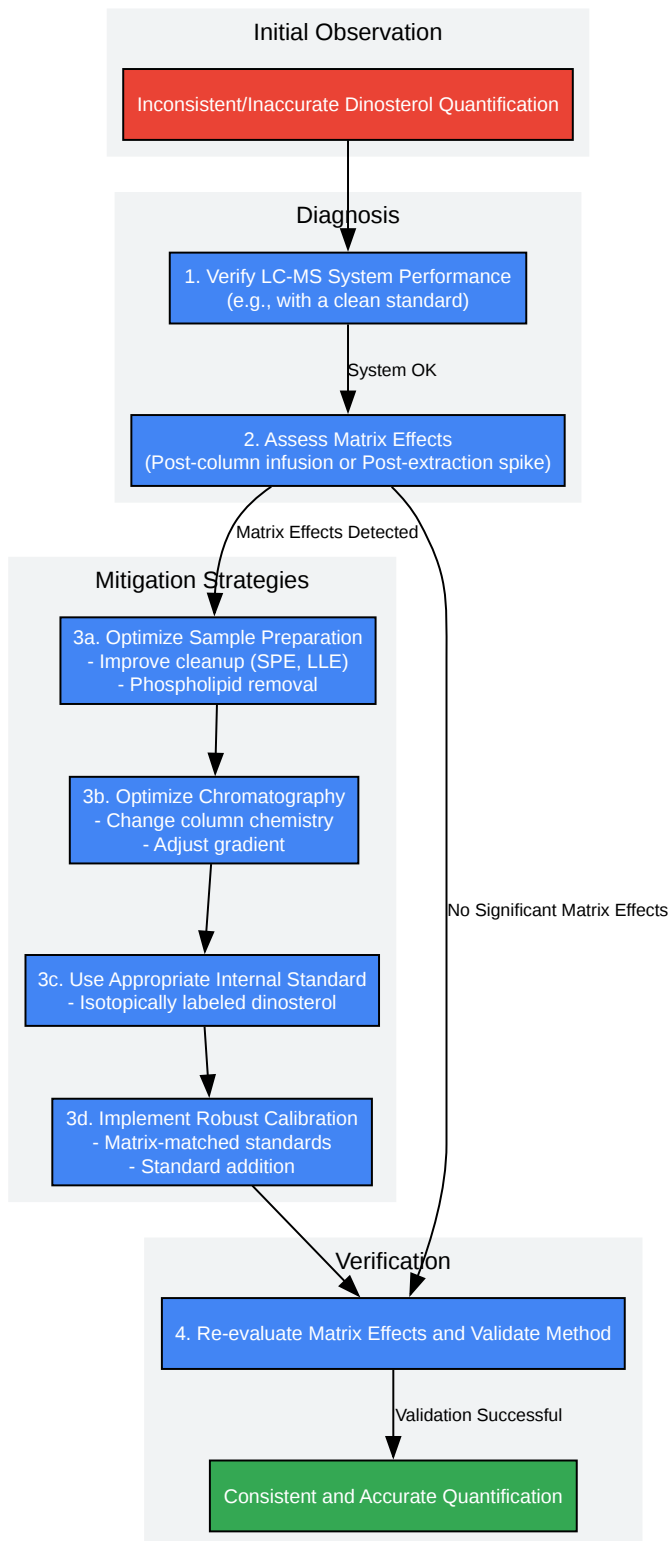 Initial Observation
Inconsistent/Inaccurate Dinosterol Quantification
Diagnosis
1. Verify LC-MS System Performance
(e.g., with a clean standard)
System OK
2. Assess Matrix Effects
(Post-column infusion or Post-extraction spike)
Matrix Effects Detected
Mitigation Strategies
3a. Optimize Sample Preparation
- Improve cleanup (SPE, LLE)
- Phospholipid removal
3b. Optimize Chromatography
- Change column chemistry
- Adjust gradient
No Significant Matrix Effects
3c. Use Appropriate Internal Standard
- Isotopically labeled dinosterol
3d. Implement Robust Calibration
- Matrix-matched standards
- Standard addition
Verification
4. Re-evaluate Matrix Effects and Validate Method
Validation Successful
Consistent and Accurate Quantification